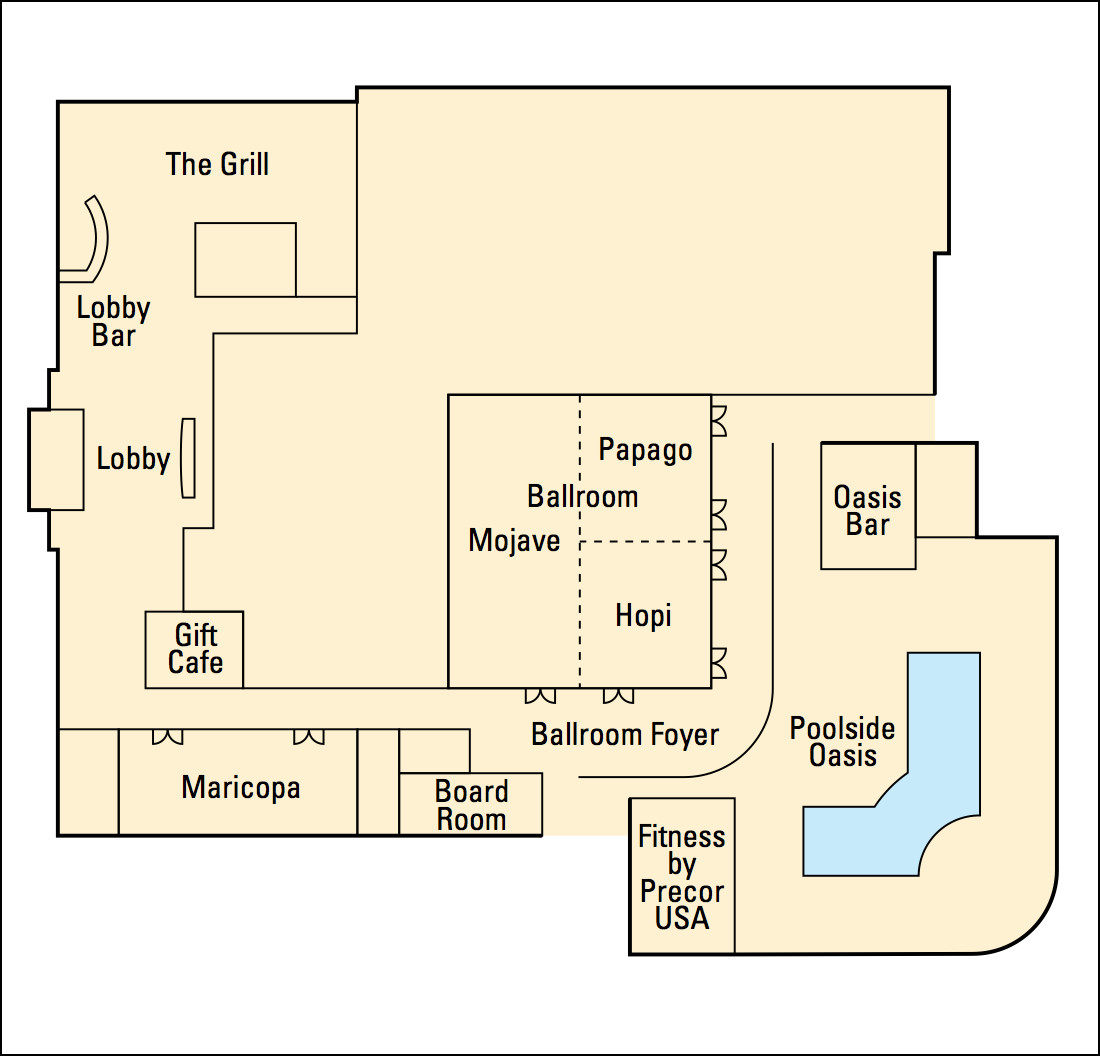 The Grill
Lobby
Bar
Lobby
Papago
Ballroom
Mojave
Hopi
Oasis
Bar
Gift
Cafe
Ballroom Foyer
Poolside
Oasis
Maricopa
Board
Room
Fitness
by
Precor
USA